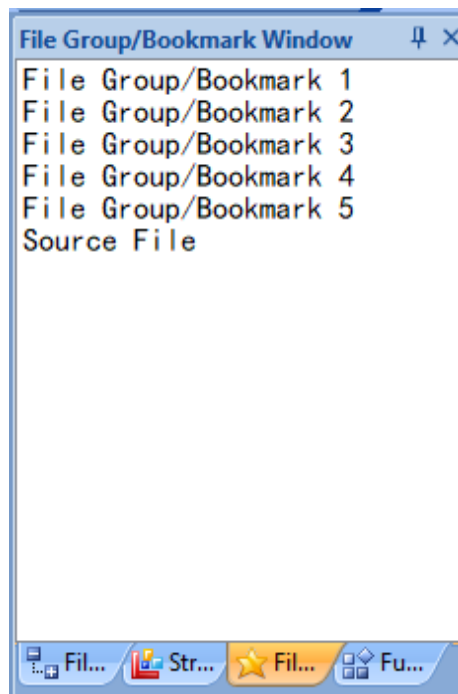 File Group/Bookmark Window
File Group/Bookmark 1
File Group/Bookmark 2
File Group/Bookmark 3
File Group/Bookmark 4
File Group/Bookmark 5
Source File
Fil... Str... Fil... Fu...